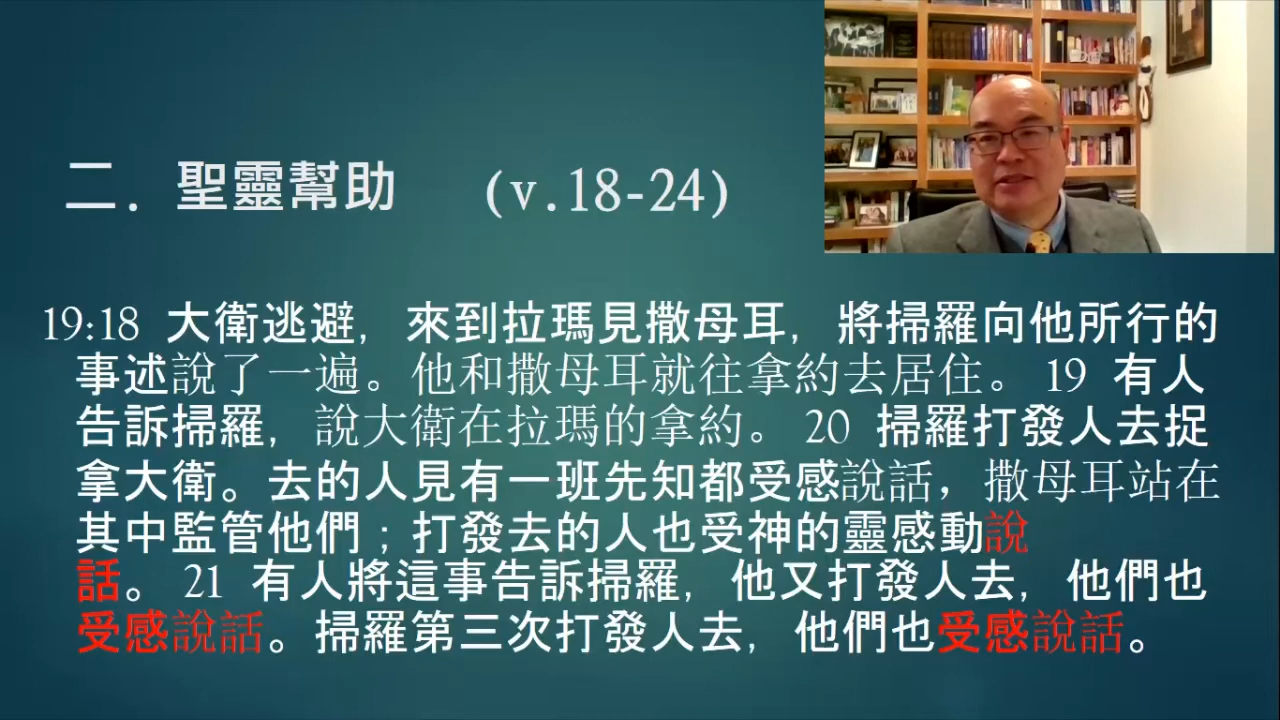 二．聖靈幫助 (v.18-24)
19:18 大衛逃避，來到拉瑪見撒母耳，將掃羅向他所行的
事述說了一遍。他和撒母耳就往拿約去居住。 19 有人
告訴掃羅，說大衛在拉瑪的拿約。 20 掃羅打發人去捉
拿大衛。去的人見有一班先知都受感說話，撒母耳站在
其中監管他們；打發去的人也受神的靈感動說
話。 21 有人將這事告訴掃羅，他又打發人去，他們也
受感說話。掃羅第三次打發人去，他們也受感說話。